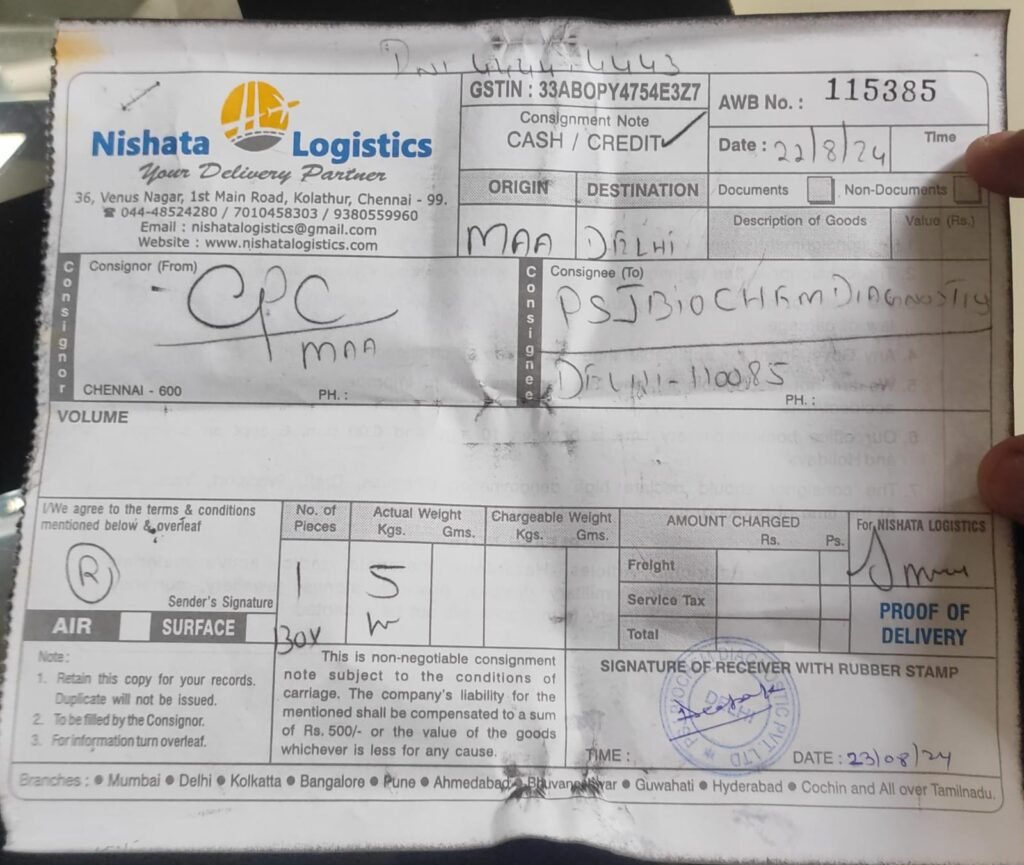 DNI 4444-4443
Nishata Logistics
Your Delivery Partner
36, Venus Nagar, 1st Main Road, Kolathur, Chennai - 99.
☎ 044-48524280 / 7010458303 / 9380559960
Email : nishatalogistics@gmail.com
Website : www.nishatalogistics.com
GSTIN : 33ABOPY4754E3Z7
Consignment Note
CASH / CREDIT ✓
AWB No. : 115385
Date : 22/8/24 Time
ORIGIN DESTINATION
MAA DELHI
Documents Non-Documents
Description of Goods Value (Rs.)
Consignor
Consignor (From)
CPC
MAA
CHENNAI - 600 PH. :
Consignee
Consignee (To)
PSJBIOCHEMDIAGNOSTIC
DELHI-110085
PH. :
VOLUME
I/We agree to the terms & conditions
mentioned below & overleaf
R
Sender's Signature
AIR SURFACE
No. of Pieces
1
Box
Actual Weight
Kgs. Gms.
5
Chargeable Weight
Kgs. Gms.
AMOUNT CHARGED
Rs. Ps.
Freight
Service Tax
Total
For NISHATA LOGISTICS
PROOF OF
DELIVERY
Note :
1. Retain this copy for your records.
Duplicate will not be issued.
2. To be filled by the Consignor.
3. For information turn overleaf.
This is non-negotiable consignment
note subject to the conditions of
carriage. The company's liability for the
mentioned shall be compensated to a sum
of Rs. 500/- or the value of the goods
whichever is less for any cause.
SIGNATURE OF RECEIVER WITH RUBBER STAMP
DELHI
Deepak
TIME : DATE : 23/08/24
Branches : ● Mumbai ● Delhi ● Kolkatta ● Bangalore ● Pune ● Ahmedabad ● Bhuvaneshwar ● Guwahati ● Hyderabad ● Cochin and All over Tamilnadu.